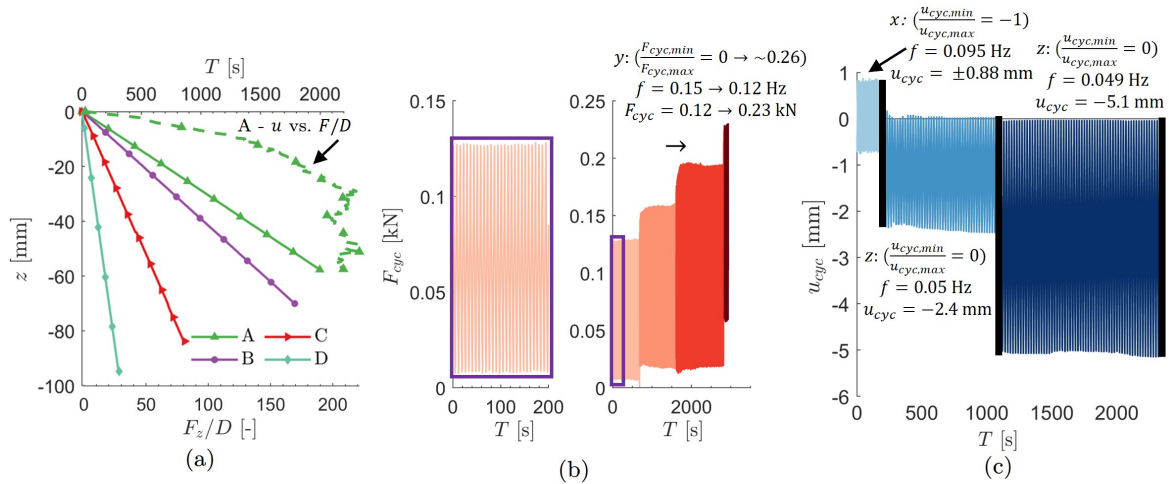 (a)
T [s]
0 400 800 1200 1600 2000
0
-20
-40
-60
-80
-100
z [mm]
A - u vs. F/D
A
B
C
D
0 50 100 150 200
F_z/D [-]
(a)
y: (F_cyc,min/F_cyc,max = 0 → ~0.26)
f = 0.15 → 0.12 Hz
F_cyc = 0.12 → 0.23 kN
→
0.15
0.1
0.05
0
F_cyc [kN]
0 100 200
T [s]
0.25
0.2
0.15
0.1
0.05
0
0 2000
T [s]
(b)
x: (u_cyc,min/u_cyc,max = −1)
f = 0.095 Hz
u_cyc = ±0.88 mm
z: (u_cyc,min/u_cyc,max = 0)
f = 0.049 Hz
u_cyc = −5.1 mm
1
0
-1
-2
-3
-4
-5
-6
u_cyc [mm]
z: (u_cyc,min/u_cyc,max = 0)
f = 0.05 Hz
u_cyc = −2.4 mm
0 500 1000 1500 2000
T [s]
(c)